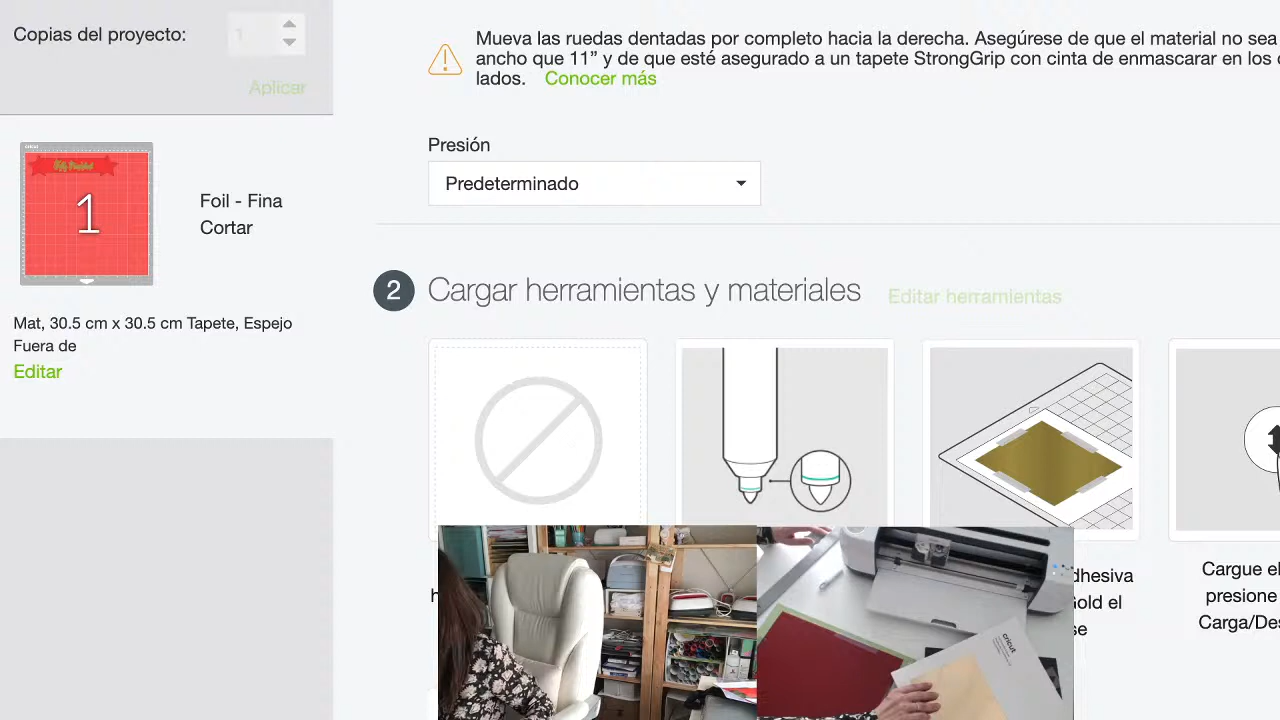 Copias del proyecto:
1
Aplicar
Mueva las ruedas dentadas por completo hacia la derecha. Asegúrese de que el material no sea
ancho que 11” y de que esté asegurado a un tapete StrongGrip con cinta de enmascarar en los
lados. Conocer más
Presión
Predeterminado
1
Foil - Fina
Cortar
Mat, 30.5 cm x 30.5 cm Tapete, Espejo
Fuera de
Editar
2 Cargar herramientas y materiales Editar herramientas
dhesiva
Gold el
se
Cargue el
presione
Carga/Des
cricut